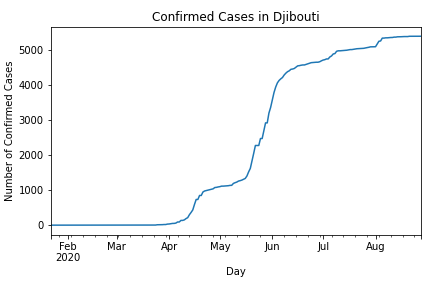 Confirmed Cases in Djibouti
Number of Confirmed Cases
5000
4000
3000
2000
1000
0
Feb Mar Apr May Jun Jul Aug
2020
Day